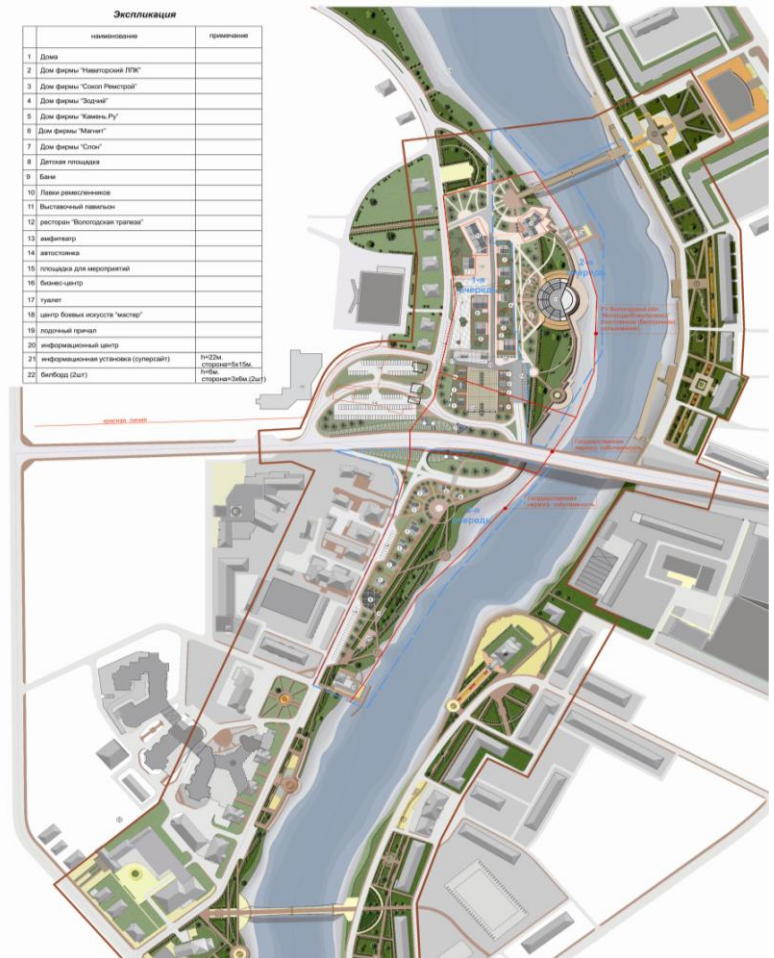 Экспликация
наименование примечание
1 Дома
2 Дом фирмы "Наваторский ЛПК"
3 Дом фирмы "Сокол Ремстрой"
4 Дом фирмы "Зодчий"
5 Дом фирмы "Камень.Ру"
6 Дом фирмы "Магнит"
7 Дом фирмы "Слон"
8 Детская площадка
9 Бани
10 Лавки ремесленников
11 Выставочный павильон
12 ресторан "Вологодская трапеза"
13 амфитеатр
14 автостоянка
15 площадка для мероприятий
16 бизнес-центр
17 туалет
18 центр боевых искусств "мастер"
19 лодочный причал
20 информационный центр
21 информационная установка (суперсайт) h=22м.
сторона=5х15м.
22 билборд (2шт) h=6м.
сторона=3х6м.(2шт)
1-я
очередь
2-я
очередь
красная линия
Государственная
Государственная
очередь